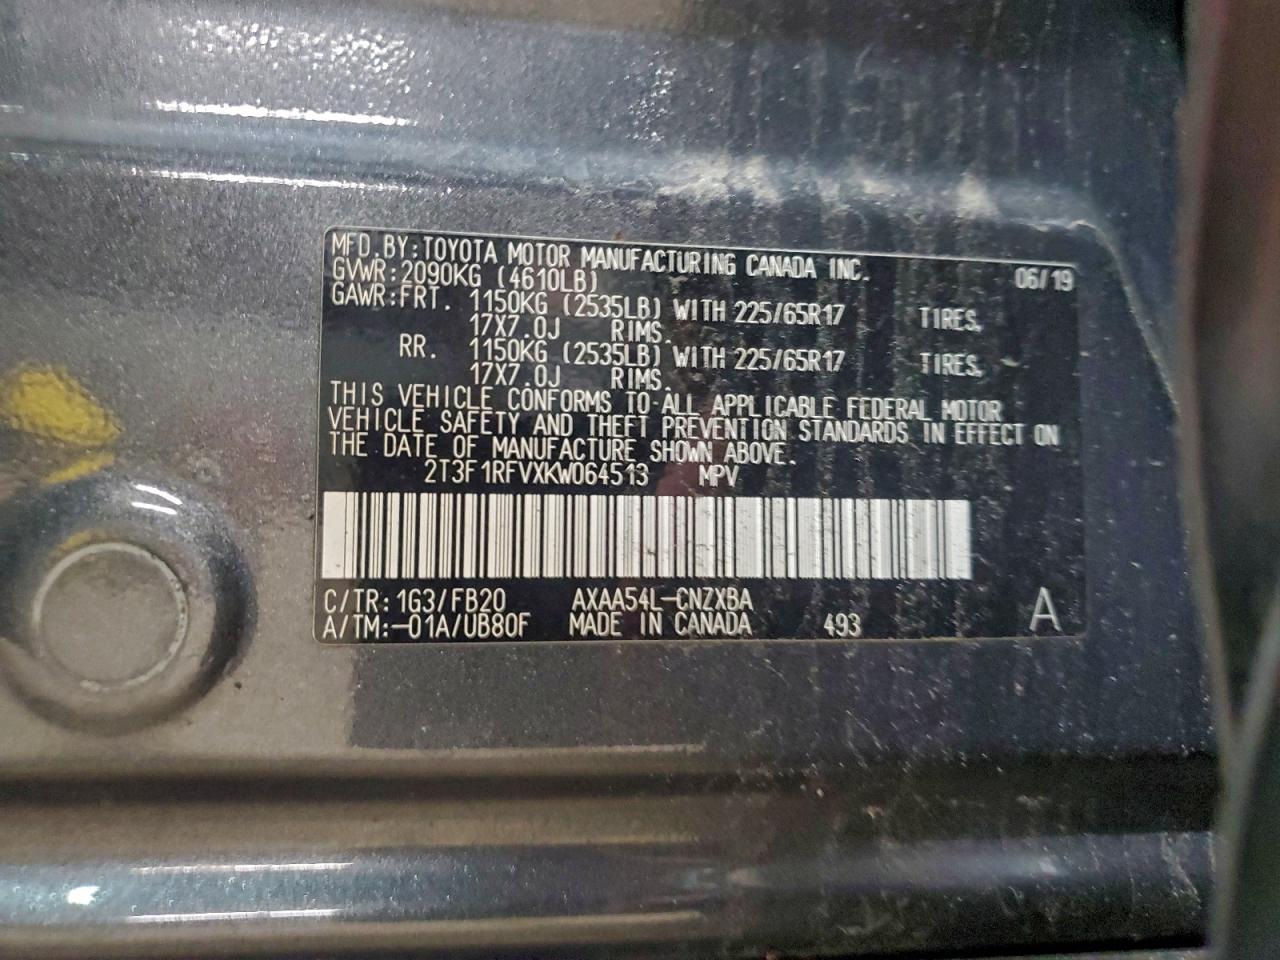 MFD.BY:TOYOTA MOTOR MANUFACTURING CANADA INC. 06/19
GVWR:2090KG (4610LB)
GAWR:FRT. 1150KG (2535LB) WITH 225/65R17 TIRES,
17X7.0J RIMS.
RR. 1150KG (2535LB) WITH 225/65R17 TIRES,
17X7.0J RIMS.
THIS VEHICLE CONFORMS TO ALL APPLICABLE FEDERAL MOTOR
VEHICLE SAFETY AND THEFT PREVENTION STANDARDS IN EFFECT ON
THE DATE OF MANUFACTURE SHOWN ABOVE.
2T3F1RFVXKW064513 MPV
C/TR:1G3/FB20 AXAA54L-CNZXBA A
A/TM:-01A/UB80F MADE IN CANADA 493